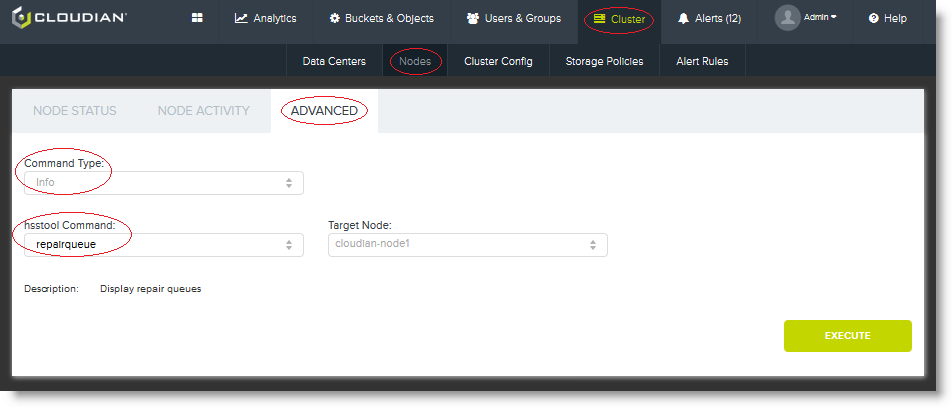 CLOUDIAN Analytics Buckets & Objects Users & Groups Cluster Alerts (12) Admin Help
Data Centers Nodes Cluster Config Storage Policies Alert Rules
NODE STATUS NODE ACTIVITY ADVANCED
Command Type:
Info
hsstool Command: Target Node:
repairqueue cloudian-node1
Description: Display repair queues
EXECUTE